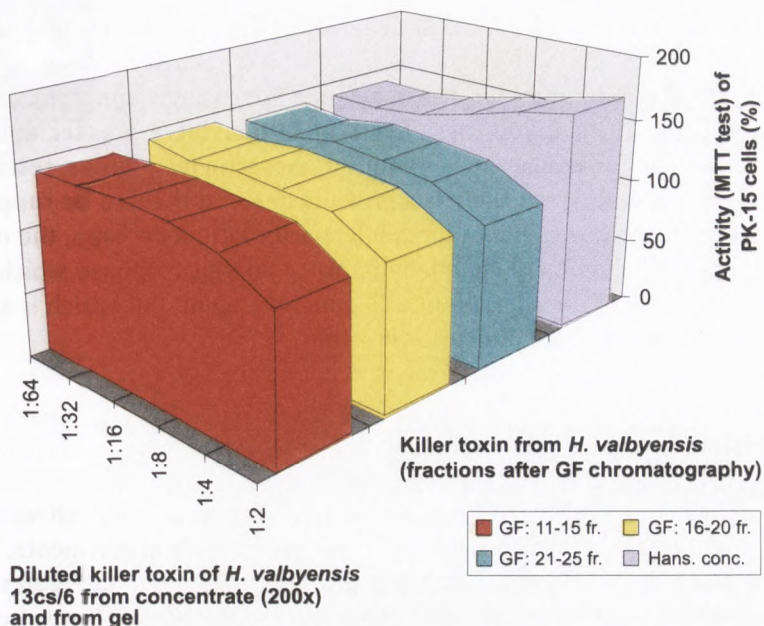 200
150
100
50
0
Activity (MTT test) of
PK-15 cells (%)
1:64
1:32
1:16
1:8
1:4
1:2
Killer toxin from H. valbyensis
(fractions after GF chromatography)
GF: 11-15 fr.
GF: 16-20 fr.
GF: 21-25 fr.
Hans. conc.
Diluted killer toxin of H. valbyensis
13cs/6 from concentrate (200x)
and from gel